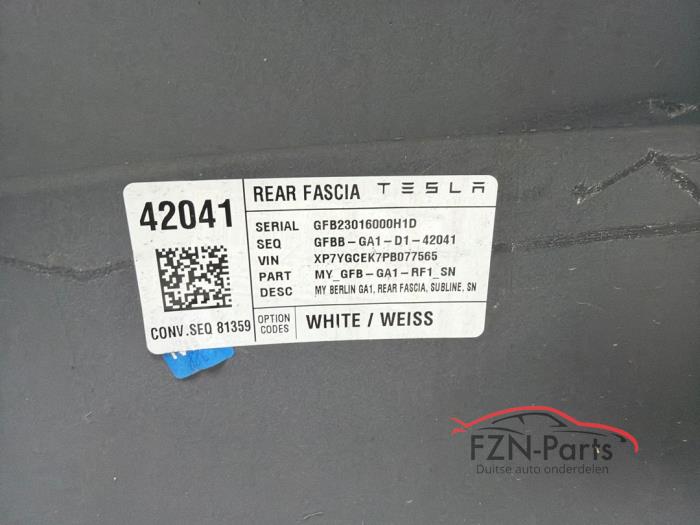 42041
CONV.SEQ 81359
REAR FASCIA TESLA
SERIAL GFB23016000H1D
SEQ GFBB-GA1-D1-42041
VIN XP7YGCEK7PB077565
PART MY_GFB-GA1-RF1_SN
DESC MY BERLIN GA1, REAR FASCIA, SUBLINE, SN
OPTION CODES WHITE / WEISS
FZN-Parts
Duitse auto onderdelen